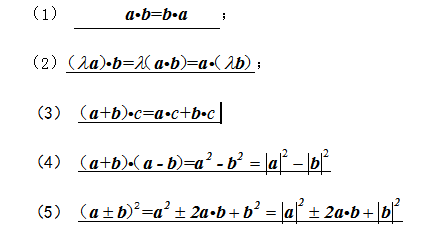 （1） a•b=b•a ；
（2）(λa)•b=λ(a•b)=a•(λb)；
（3） (a+b)•c=a•c+b•c
（4） (a+b)•(a-b)=a²-b²=|a|²－|b|²
（5） (a±b)²=a²±2a•b+b²=|a|²±2a•b+|b|²